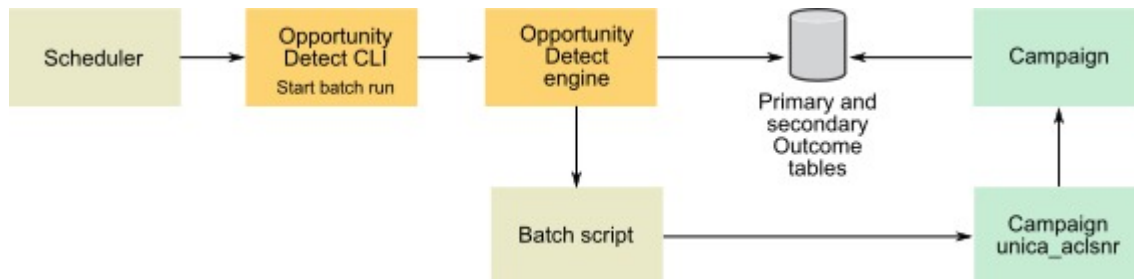 Scheduler
Opportunity
Detect CLI
Start batch run
Opportunity
Detect
engine
Primary and
secondary
Outcome
tables
Campaign
Batch script
Campaign
unica_aclsnr